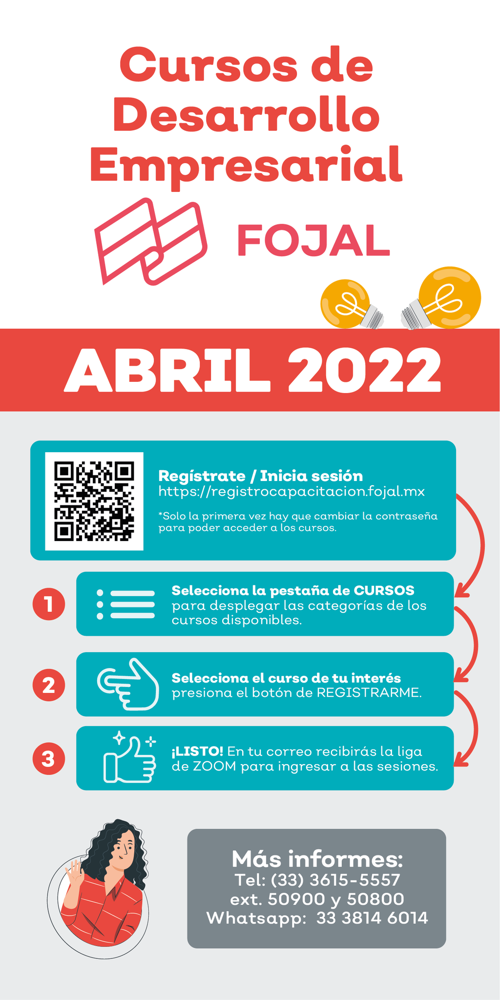 Cursos de
Desarrollo
Empresarial
FOJAL
ABRIL 2022
Regístrate / Inicia sesión
https://registrocapacitacion.fojal.mx
*Solo la primera vez hay que cambiar la contraseña
para poder acceder a los cursos.
1
Selecciona la pestaña de CURSOS
para desplegar las categorías de los
cursos disponibles.
2
Selecciona el curso de tu interés
presiona el botón de REGISTRARME.
3
¡LISTO! En tu correo recibirás la liga
de ZOOM para ingresar a las sesiones.
Más informes:
Tel: (33) 3615-5557
ext. 50900 y 50800
Whatsapp: 33 3814 6014